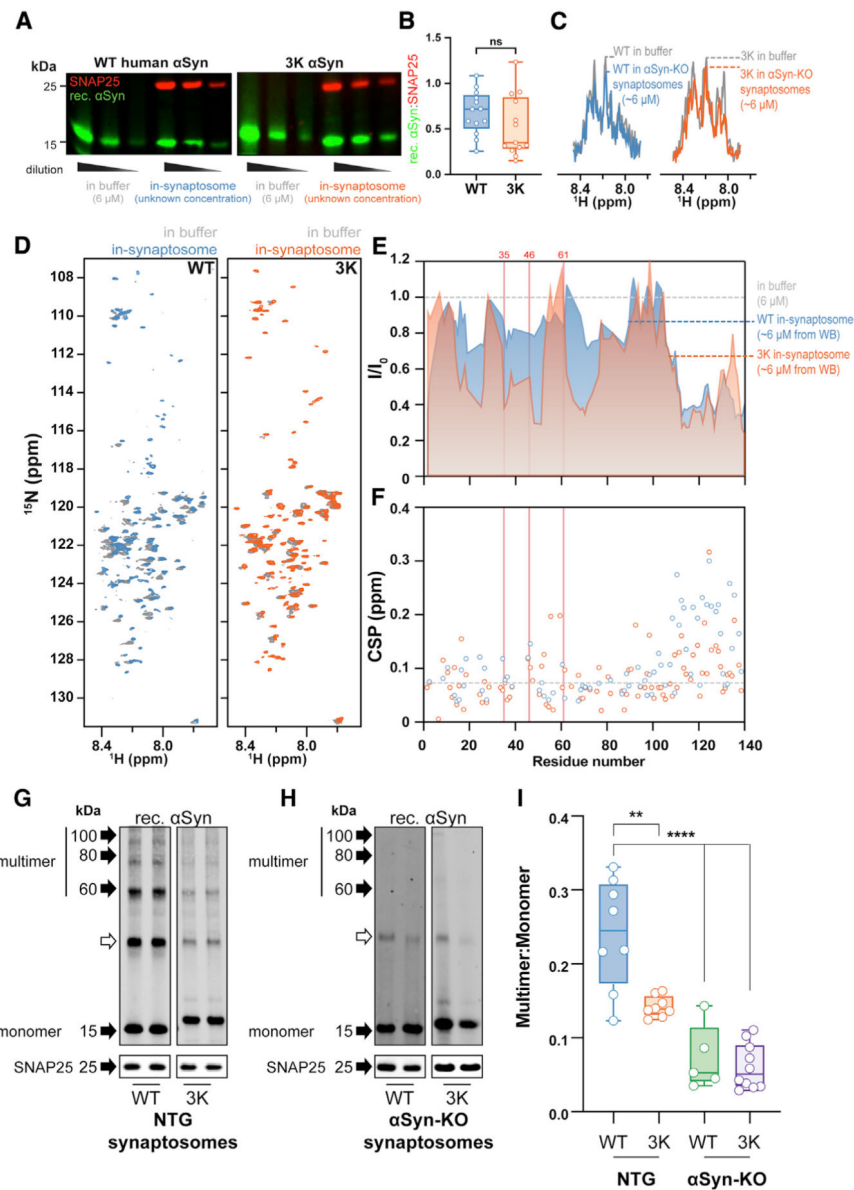 A
WT human αSyn
3K αSyn
kDa
25
15
SNAP25
rec. αSyn
dilution
in buffer
(6 μM)
in-synaptosome
(unknown concentration)
in buffer
(6 μM)
in-synaptosome
(unknown concentration)
B
ns
rec. αSyn:SNAP25
1.5
1.0
0.5
0.0
WT
3K
C
WT in buffer
WT in αSyn-KO
synaptosomes
(~6 μM)
3K in buffer
3K in αSyn-KO
synaptosomes
(~6 μM)
8.4 8.0
8.4 8.0
¹H (ppm)
¹H (ppm)
D
in buffer
in-synaptosome
WT
in buffer
in-synaptosome
3K
¹⁵N (ppm)
108
110
112
114
116
118
120
122
124
126
128
130
8.4 8.0
8.4 8.0
¹H (ppm)
¹H (ppm)
E
35 46 61
I/I₀
1.2
1.0
0.8
0.6
0.4
0.2
0
in buffer
(6 μM)
WT in-synaptosome
(~6 μM from WB)
3K in-synaptosome
(~6 μM from WB)
F
CSP (ppm)
0.4
0.3
0.2
0.1
0
0 20 40 60 80 100 120 140
Residue number
G
kDa
rec. αSyn
multimer
100
80
60
monomer
15
SNAP25
25
WT
3K
NTG
synaptosomes
H
kDa
rec. αSyn
multimer
100
80
60
monomer
15
SNAP25
25
WT
3K
αSyn-KO
synaptosomes
I
Multimer:Monomer
0.4
0.3
0.2
0.1
0.0
**
****
WT 3K WT 3K
NTG αSyn-KO